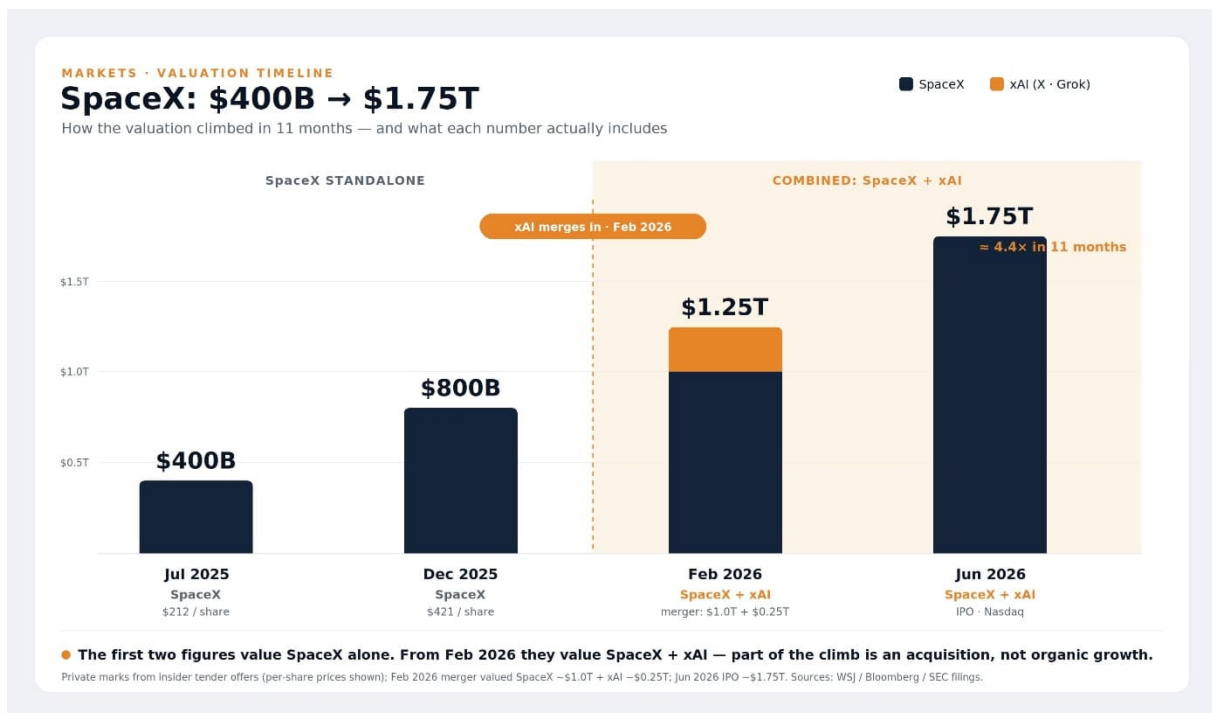 MARKETS · VALUATION TIMELINE
SpaceX: $400B → $1.75T
How the valuation climbed in 11 months — and what each number actually includes
SpaceX
xAI (X · Grok)
SpaceX STANDALONE
COMBINED: SpaceX + xAI
xAI merges in · Feb 2026
$1.75T
≈ 4.4× in 11 months
$1.5T
$1.25T
$1.0T
$800B
$0.5T
$400B
Jul 2025
SpaceX
$212 / share
Dec 2025
SpaceX
$421 / share
Feb 2026
SpaceX + xAI
merger: $1.0T + $0.25T
Jun 2026
SpaceX + xAI
IPO · Nasdaq
The first two figures value SpaceX alone. From Feb 2026 they value SpaceX + xAI — part of the climb is an acquisition, not organic growth.
Private marks from insider tender offers (per-share prices shown); Feb 2026 merger valued SpaceX ~$1.0T + xAI ~$0.25T; Jun 2026 IPO ~$1.75T. Sources: WSJ / Bloomberg / SEC filings.